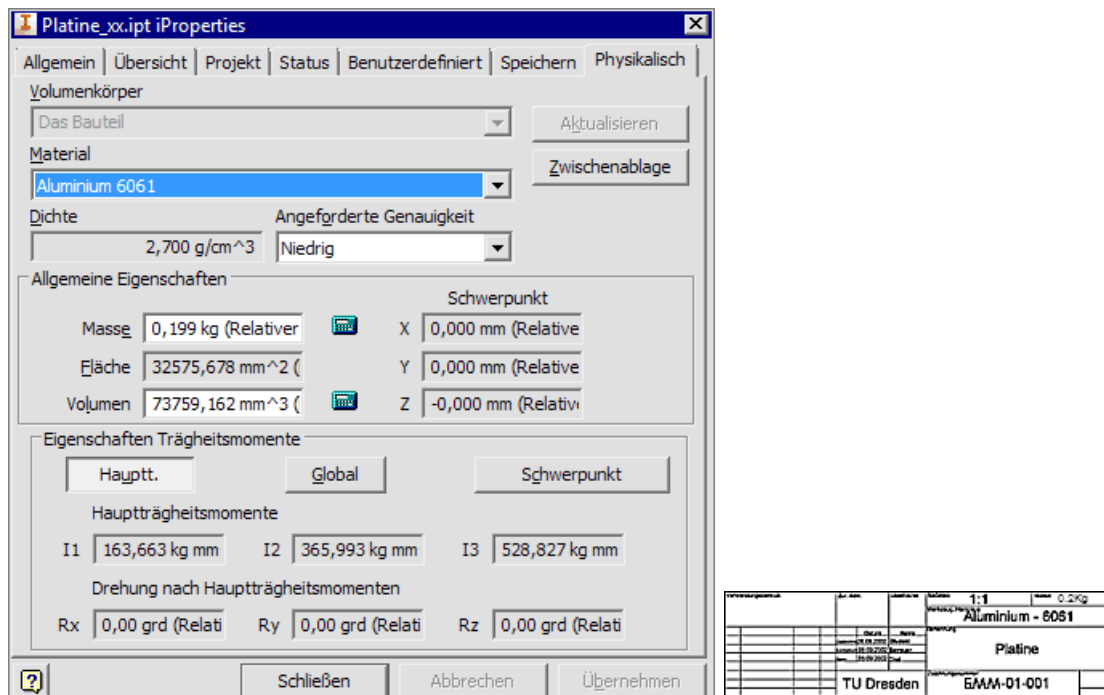 Platine_xx.ipt iProperties
Allgemein Übersicht Projekt Status Benutzerdefiniert Speichern Physikalisch
Volumenkörper
Das Bauteil
Aktualisieren
Material
Zwischenablage
Aluminium 6061
Dichte Angeforderte Genauigkeit
2,700 g/cm^3 Niedrig
Allgemeine Eigenschaften
Schwerpunkt
Masse 0,199 kg (Relativer X 0,000 mm (Relative
Fläche 32575,678 mm^2 ( Y 0,000 mm (Relative
Volumen 73759,162 mm^3 ( Z -0,000 mm (Relativ
Eigenschaften Trägheitsmomente
Hauptt. Global Schwerpunkt
Hauptträgheitsmomente
I1 163,663 kg mm I2 365,993 kg mm I3 528,827 kg mm
Drehung nach Hauptträgheitsmomenten
Rx 0,00 grd (Relati Ry 0,00 grd (Relati Rz 0,00 grd (Relati
Schließen Abbrechen Übernehmen
1:1 0.2Kg
Aluminium - 6061
Datum Name
Platine
TU Dresden
БММ-01-001